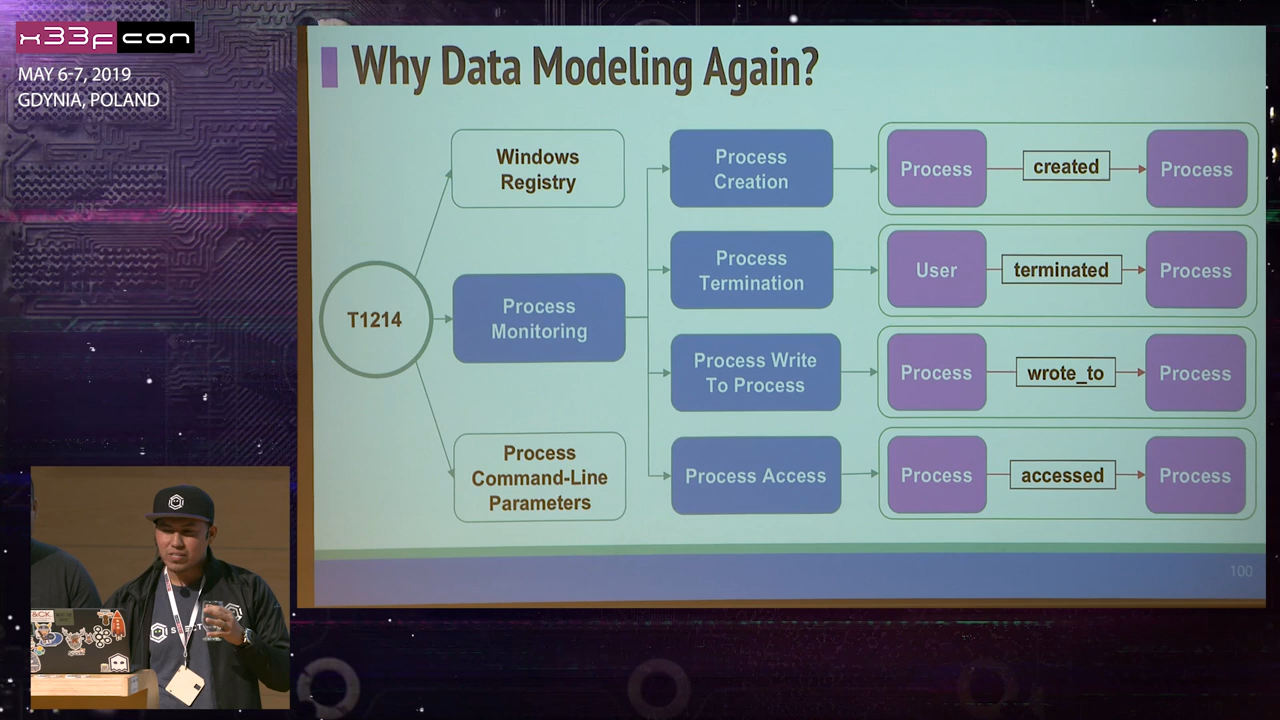 x33fcon
MAY 6-7, 2019
GDYNIA, POLAND
Why Data Modeling Again?
T1214
Windows
Registry
Process
Monitoring
Process
Command-Line
Parameters
Process
Creation
Process
Termination
Process Write
To Process
Process Access
Process
created
Process
User
terminated
Process
Process
wrote_to
Process
Process
accessed
Process
100